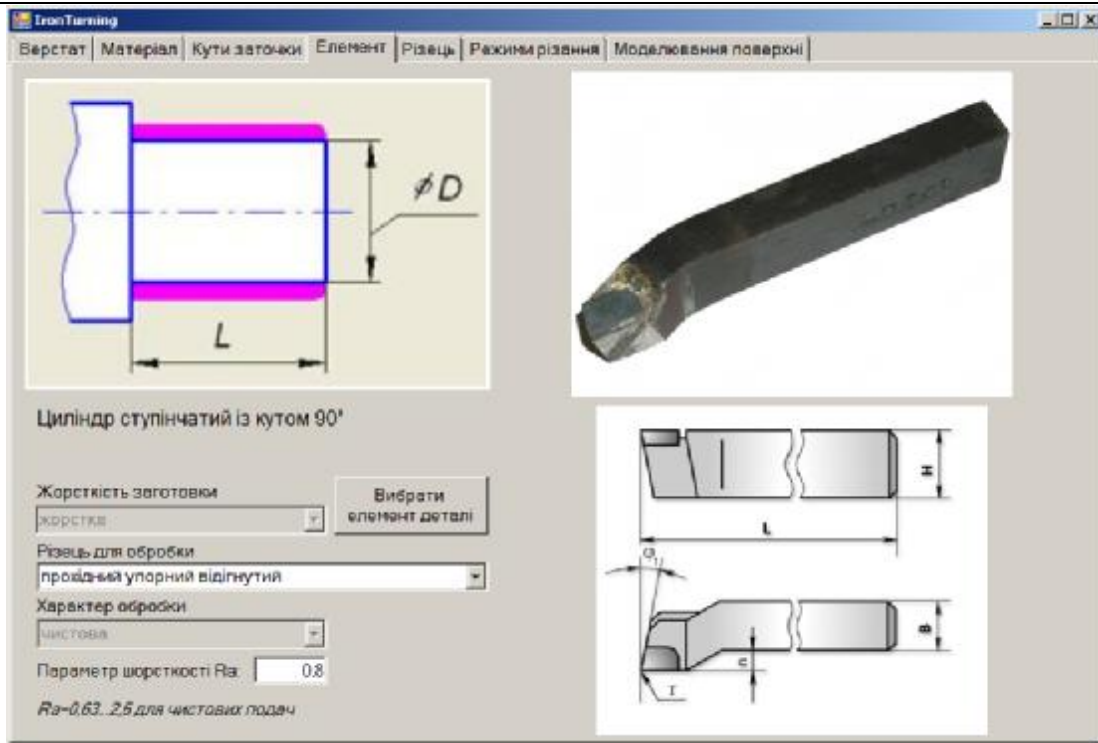 IronTurning
Верстат Матеріал Кути заточки Елемент Різець Режими різання Моделювання поверхні
ϕD
L
Циліндр ступінчатий із кутом 90°
Жорсткість заготовки
жорстка
Вибрати
елемент деталі
Різець для обробки
прохідний упорний відігнутий
Характер обробки
чистова
Параметр шорсткості Ra: 0.8
Ra=0,63...2,5 для чистових подач
H
L
B
n
r